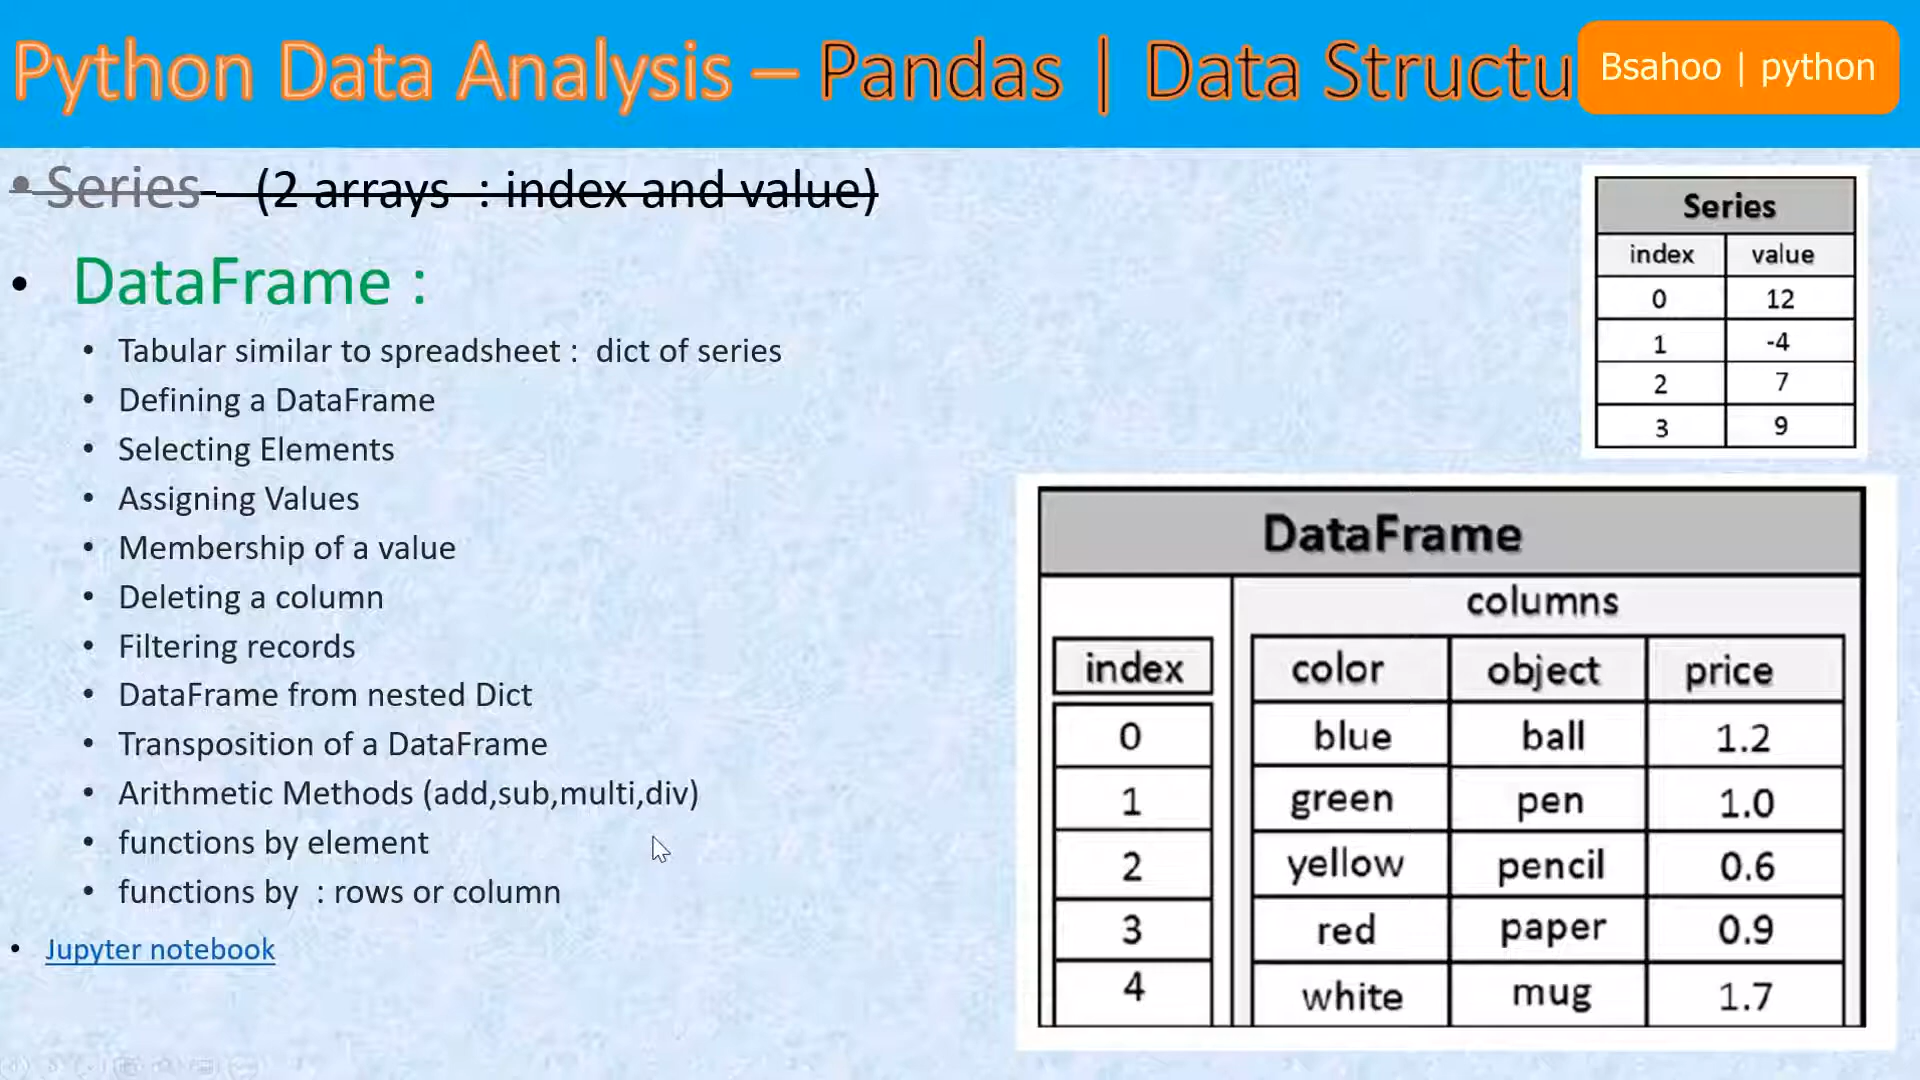 Python Data Analysis – Pandas | Data Structu
Bsahoo | python
• Series - (2 arrays : index and value)
• DataFrame :
• Tabular similar to spreadsheet : dict of series
• Defining a DataFrame
• Selecting Elements
• Assigning Values
• Membership of a value
• Deleting a column
• Filtering records
• DataFrame from nested Dict
• Transposition of a DataFrame
• Arithmetic Methods (add,sub,multi,div)
• functions by element
• functions by : rows or column
• Jupyter notebook
Series
index value
0 12
1 -4
2 7
3 9
DataFrame
columns
index color object price
0 blue ball 1.2
1 green pen 1.0
2 yellow pencil 0.6
3 red paper 0.9
4 white mug 1.7